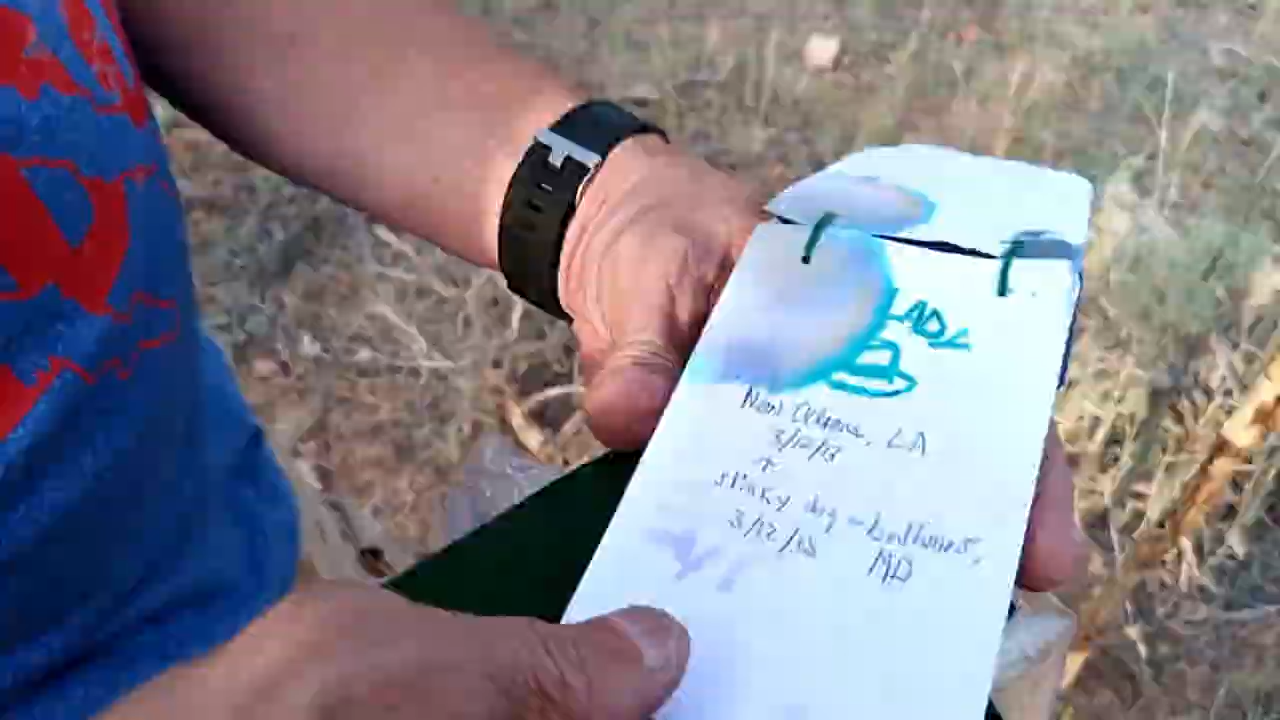 LADY
New Orleans, LA
3/12/18
stinky dog - baltimore,
3/12/18 MD